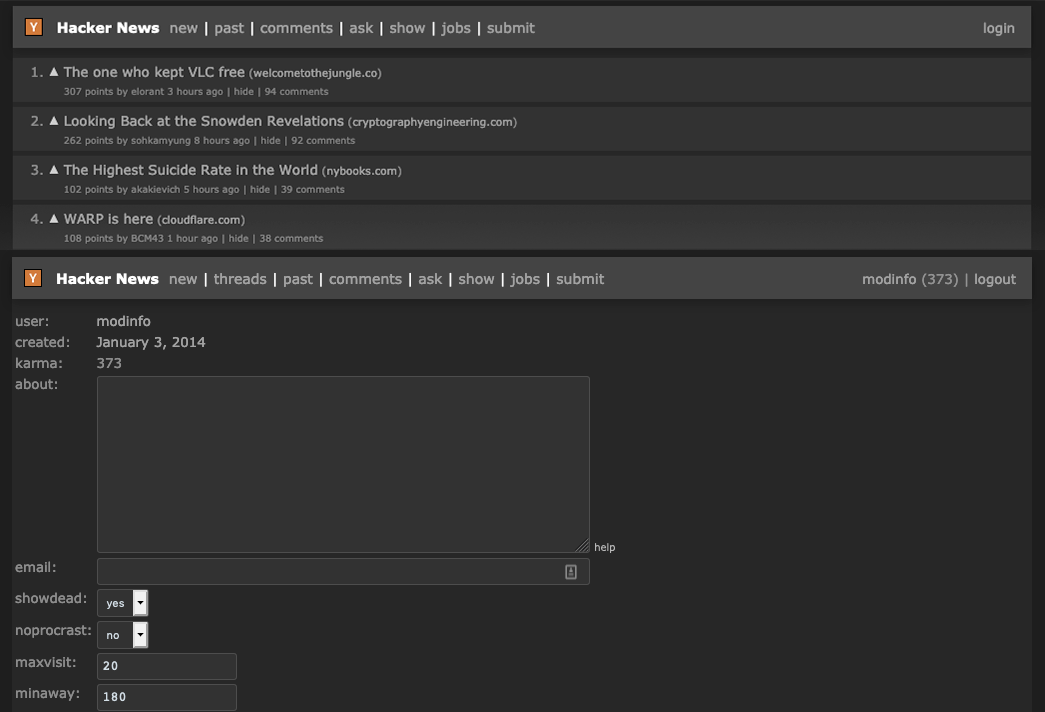 Y Hacker News new | past | comments | ask | show | jobs | submit login
1. ▲ The one who kept VLC free (welcometothejungle.co)
307 points by elorant 3 hours ago | hide | 94 comments
2. ▲ Looking Back at the Snowden Revelations (cryptographyengineering.com)
262 points by sohkamyung 8 hours ago | hide | 92 comments
3. ▲ The Highest Suicide Rate in the World (nybooks.com)
102 points by akakievich 5 hours ago | hide | 39 comments
4. ▲ WARP is here (cloudflare.com)
108 points by BCM43 1 hour ago | hide | 38 comments
Y Hacker News new | threads | past | comments | ask | show | jobs | submit modinfo (373) | logout
user: modinfo
created: January 3, 2014
karma: 373
about:
help
email:
showdead: yes
noprocrast: no
maxvisit: 20
minaway: 180